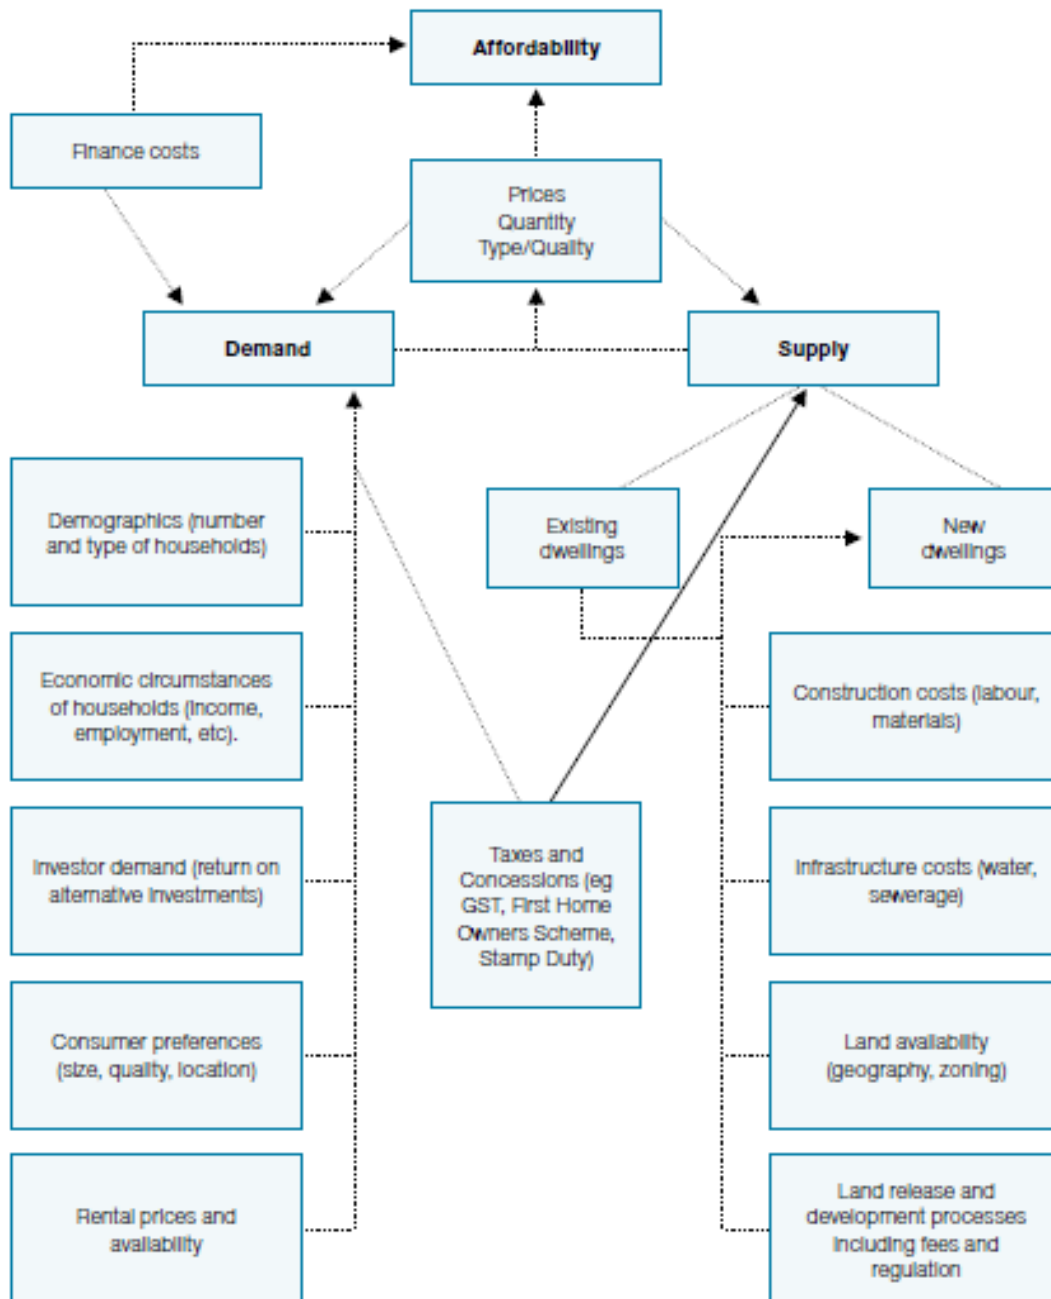 Affordability
Finance costs
Prices
Quantity
Type/Quality
Demand
Supply
Demographics (number
and type of households)
Existing
dwellings
New
dwellings
Economic circumstances
of households (income,
employment, etc).
Construction costs (labour,
materials)
Investor demand (return on
alternative investments)
Taxes and
Concessions (eg
GST, First Home
Owners Scheme,
Stamp Duty)
Infrastructure costs (water,
sewerage)
Consumer preferences
(size, quality, location)
Land availability
(geography, zoning)
Rental prices and
availability
Land release and
development processes
including fees and
regulation